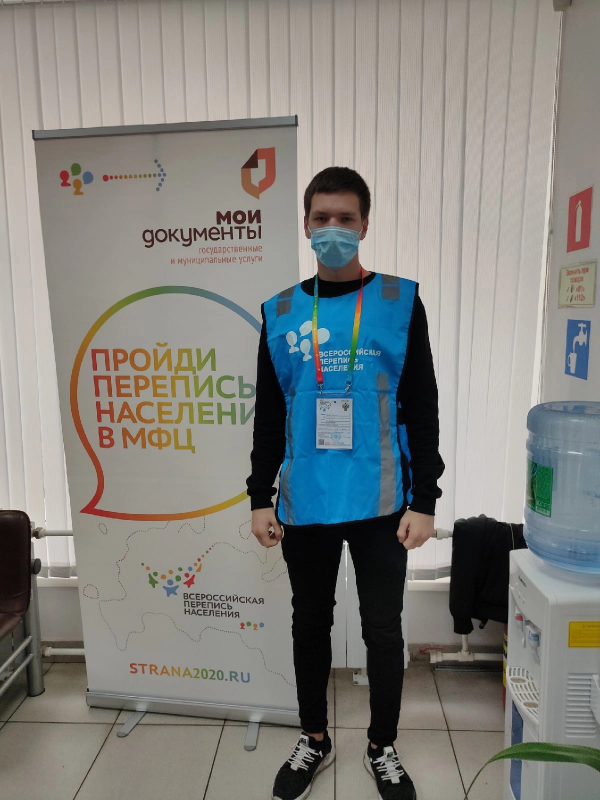 МОИ
ДОКУМЕНТЫ
государственные
и муниципальные услуги
ПРОЙДИ
ПЕРЕПИСЬ
НАСЕЛЕНИ
В МФЦ
ВСЕРОССИЙСКАЯ
ПЕРЕПИСЬ
НАСЕЛЕНИЯ
STRANA2020.RU
ВСЕРОССИЙСКАЯ
ПЕРЕПИСЬ
НАСЕЛЕНИЯ